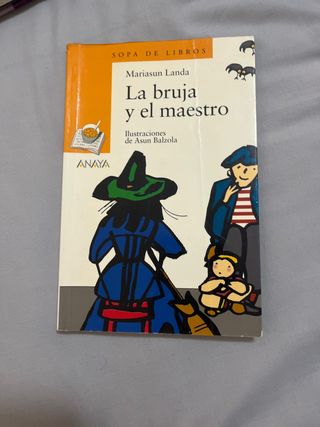 SOPA DE LIBROS
Mariasun Landa
La bruja
y el maestro
Ilustraciones
de Asun Balzola
ANAYA